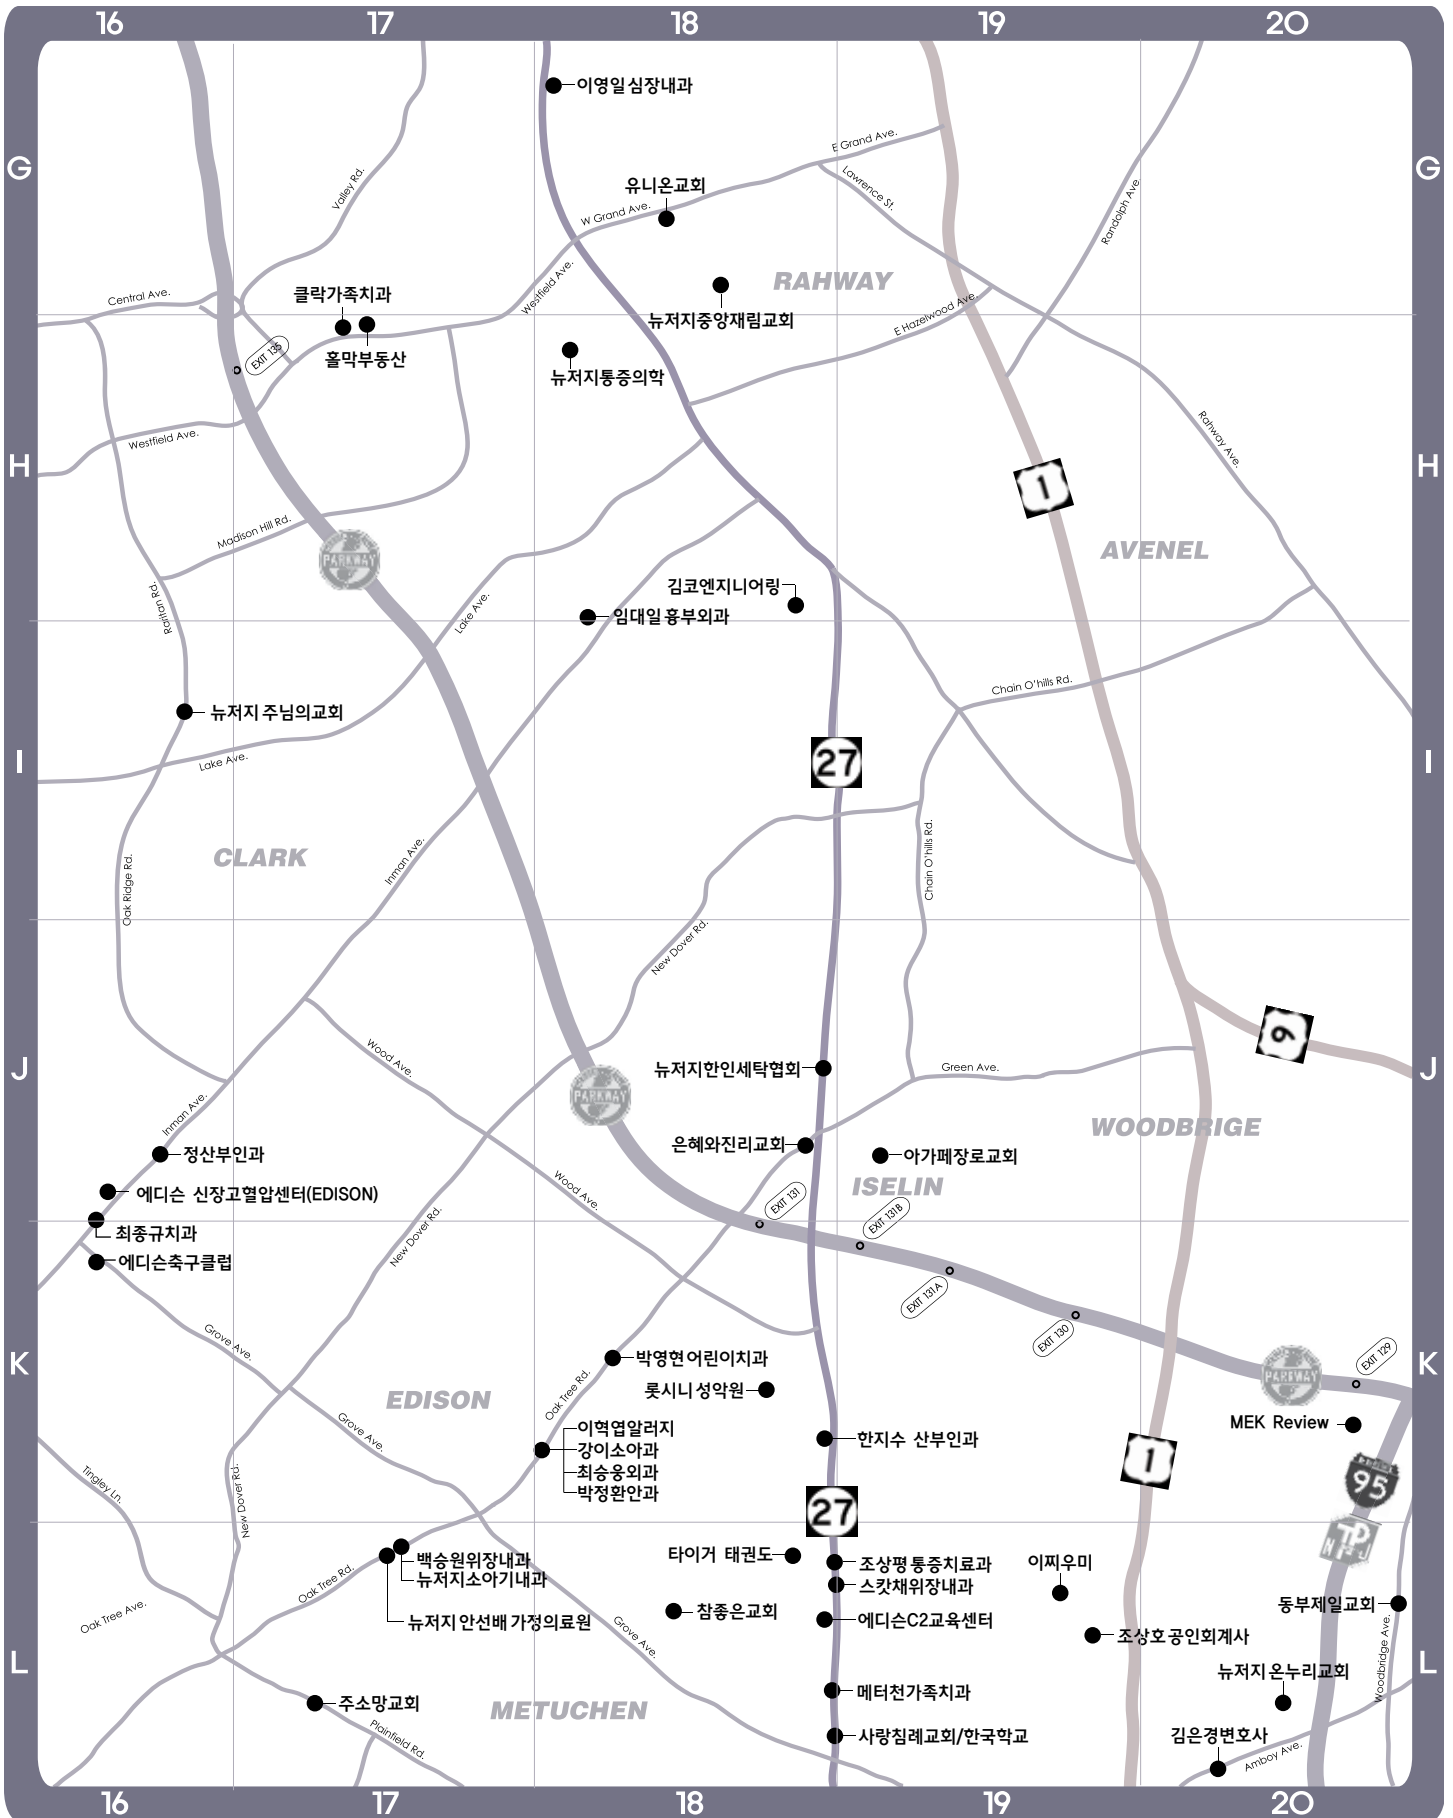 16 17 18 19 20
이영일심장내과
E Grand Ave.
G G
Valley Rd.
Lawrence St.
유니온교회
W Grand Ave.
Randolph Ave.
Westfield Ave.
RAHWAY
Central Ave.
클락가족치과
E Hazelwood Ave.
뉴저지중앙재림교회
EXIT 135
홀막부동산
뉴저지통증의학
Westfield Ave.
Rahway Ave.
H H
1
Madison Hill Rd.
PARKWAY
AVENEL
Raritan Rd.
Lake Ave.
김코엔지니어링
임대일흉부외과
Chain O'hills Rd.
뉴저지 주님의교회
Lake Ave.
I I
27
CLARK
Inman Ave.
Chain O'hills Rd.
Oak Ridge Rd.
New Dover Rd.
9
Wood Ave.
뉴저지한인세탁협회
Green Ave.
J J
PARKWAY
Inman Ave.
WOODBRIGE
은혜와진리교회
정산부인과
아가페장로교회
에디슨 신장고혈압센터(EDISON)
Wood Ave.
ISELIN
EXIT 131
EXIT 131B
최종규치과
New Dover Rd.
에디슨축구클럽
EXIT 131A
EXIT 130
Grove Ave.
EXIT 129
K K
박영현어린이치과
PARKWAY
Oak Tree Rd.
롯시니성악원
EDISON
Grove Ave.
MEK Review
이혁엽알러지
한지수 산부인과
강이소아과
1
최승웅외과
95
박정환안과
Tingley Ln.
New Dover Rd.
27
TP
N J
백승원위장내과
타이거 태권도
조상평통증치료과
이찌우미
뉴저지소아기내과
스캇채위장내과
Oak Tree Rd.
Oak Tree Ave.
참좋은교회
동부제일교회
뉴저지안선배가정의료원
에디슨C2교육센터
Grove Ave.
조상호공인회계사
L L
Woodbridge Ave.
뉴저지온누리교회
메터천가족치과
주소망교회
METUCHEN
Plainfield Rd.
사랑침례교회/한국학교
김은경변호사
Amboy Ave.
16 17 18 19 20